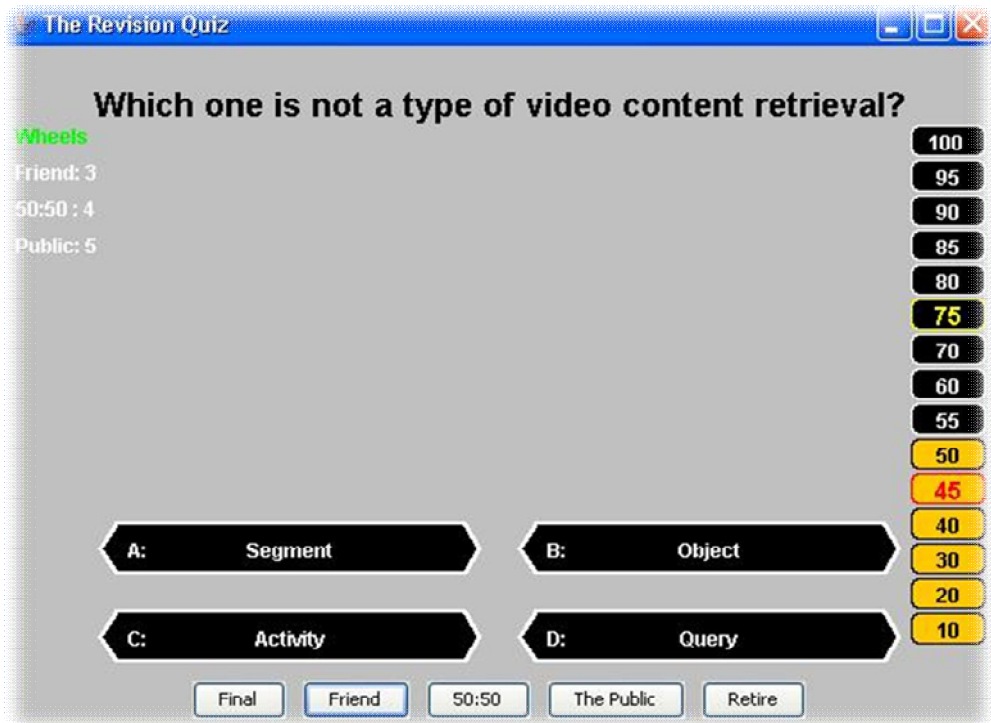 The Revision Quiz
Which one is not a type of video content retrieval?
Wheels
Friend: 3
50:50 : 4
Public: 5
100
95
90
85
80
75
70
60
55
50
45
40
30
20
10
A: Segment
B: Object
C: Activity
D: Query
Final
Friend
50:50
The Public
Retire